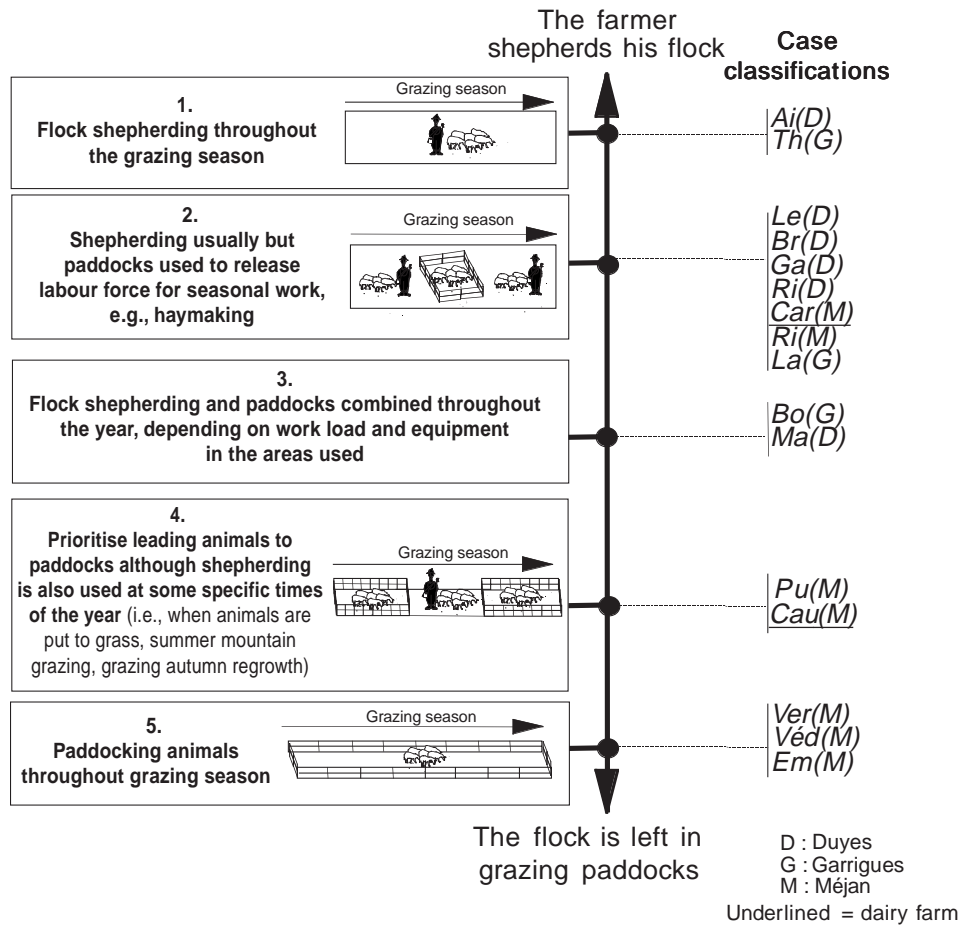 The farmer
shepherds his flock
Case
classifications
1.
Flock shepherding throughout
the grazing season
Grazing season
Ai(D)
Th(G)
2.
Shepherding usually but
paddocks used to release
labour force for seasonal work,
e.g., haymaking
Grazing season
Le(D)
Br(D)
Ga(D)
Ri(D)
Car(M)
Ri(M)
La(G)
3.
Flock shepherding and paddocks combined throughout
the year, depending on work load and equipment
in the areas used
Bo(G)
Ma(D)
4.
Prioritise leading animals to
paddocks although shepherding
is also used at some specific times
of the year (i.e., when animals are
put to grass, summer mountain
grazing, grazing autumn regrowth)
Grazing season
Pu(M)
Cau(M)
5.
Paddocking animals
throughout grazing season
Grazing season
Ver(M)
Véd(M)
Em(M)
The flock is left in
grazing paddocks
D : Duyes
G : Garrigues
M : Méjan
Underlined = dairy farm